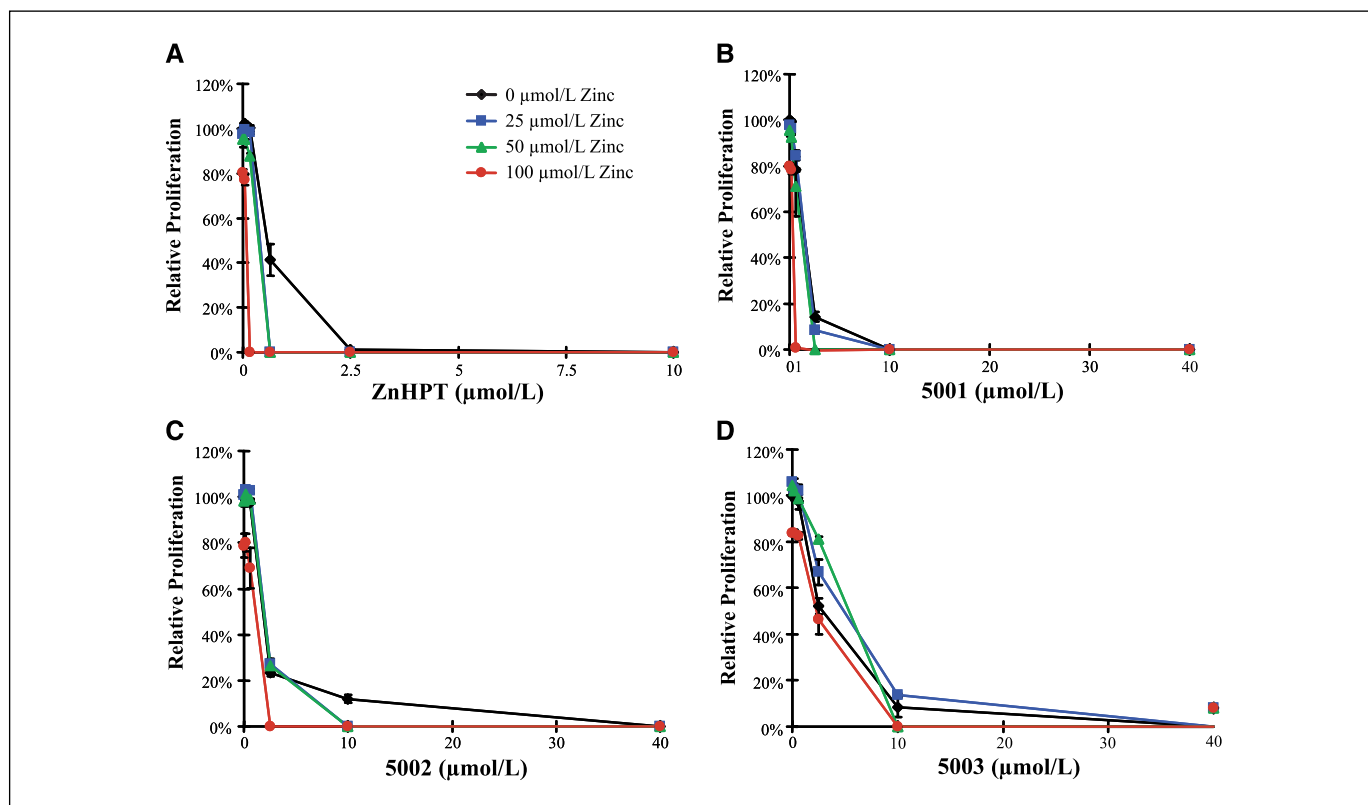 A
120%
100%
80%
60%
40%
20%
0%
Relative Proliferation
0 µmol/L Zinc
25 µmol/L Zinc
50 µmol/L Zinc
100 µmol/L Zinc
0 2.5 5 7.5 10
ZnHPT (µmol/L)
B
120%
100%
80%
60%
40%
20%
0%
Relative Proliferation
01 10 20 30 40
5001 (µmol/L)
C
120%
100%
80%
60%
40%
20%
0%
Relative Proliferation
0 10 20 30 40
5002 (µmol/L)
D
120%
100%
80%
60%
40%
20%
0%
Relative Proliferation
0 10 20 30 40
5003 (µmol/L)